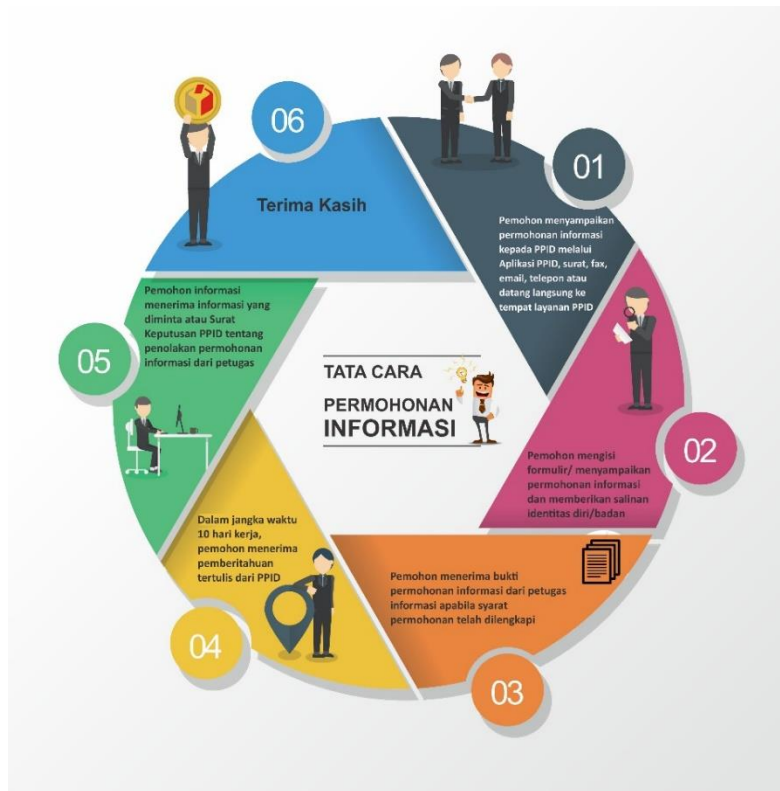 TATA CARA
PERMOHONAN
INFORMASI
01
Pemohon menyampaikan
permohonan informasi
kepada PPID melalui
Aplikasi PPID, surat, fax,
email, telepon atau
datang langsung ke
tempat layanan PPID
02
Pemohon mengisi
formulir/ menyampaikan
permohonan informasi
dan memberikan salinan
identitas diri/badan
03
Pemohon menerima bukti
permohonan informasi dari petugas
informasi apabila syarat
permohonan telah dilengkapi
04
Dalam jangka waktu
10 hari kerja,
pemohon menerima
pemberitahuan
tertulis dari PPID
05
Pemohon informasi
menerima informasi yang
diminta atau Surat
Keputusan PPID tentang
penolakan permohonan
informasi dari petugas
06
Terima Kasih